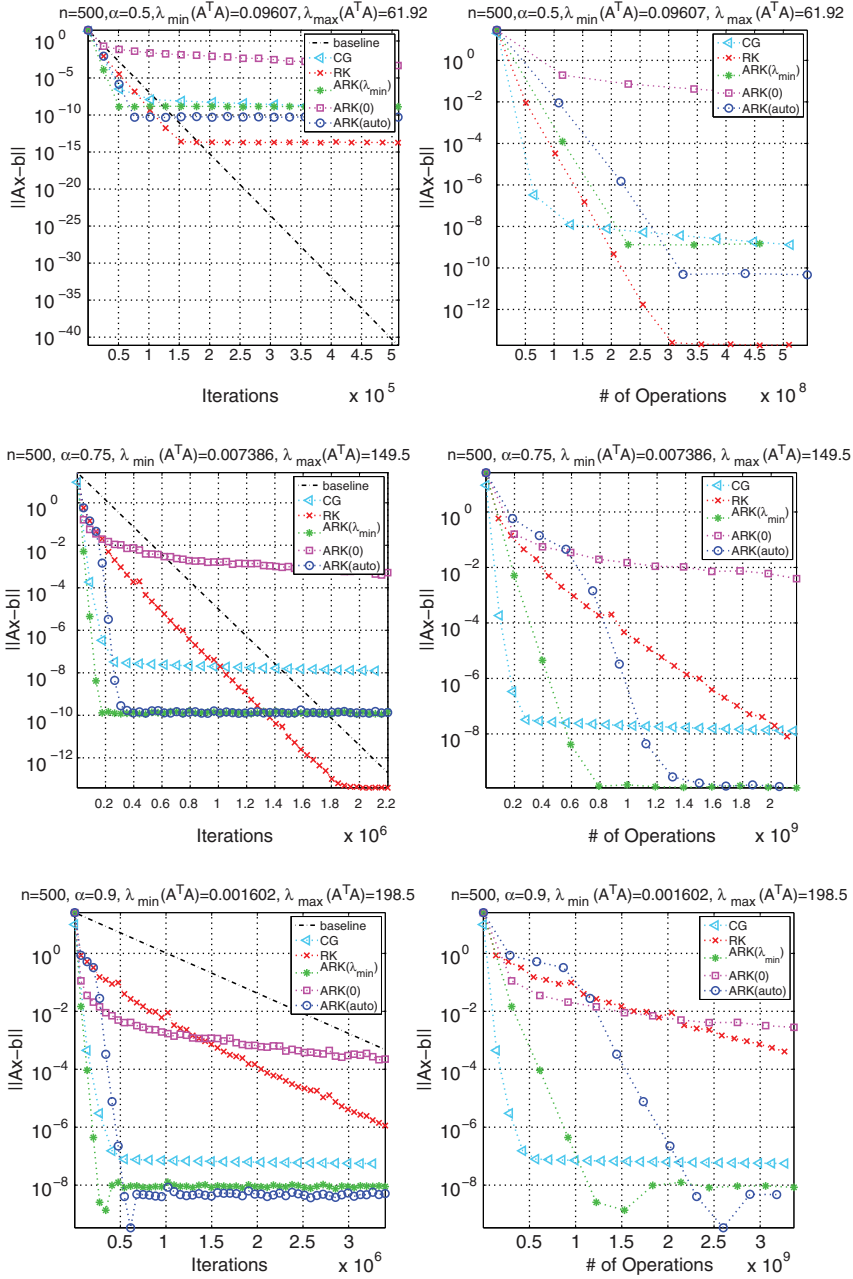 n=500,α=0.5,λmin(AᵀA)=0.09607, λmax(AᵀA)=61.92
10^0
10^−5
10^−10
10^−15
10^−20
10^−25
10^−30
10^−35
10^−40
||Ax−b||
baseline
CG
RK
ARK(λmin)
ARK(0)
ARK(auto)
0.5 1 1.5 2 2.5 3 3.5 4 4.5 5
Iterations
x 10^5
n=500, α=0.5,λmin(AᵀA)=0.09607, λmax(AᵀA)=61.92
10^0
10^−2
10^−4
10^−6
10^−8
10^−10
10^−12
||Ax−b||
CG
RK
ARK(λmin)
ARK(0)
ARK(auto)
0.5 1 1.5 2 2.5 3 3.5 4 4.5 5
# of Operations
x 10^8
n=500, α=0.75, λmin(AᵀA)=0.007386, λmax(AᵀA)=149.5
10^0
10^−2
10^−4
10^−6
10^−8
10^−10
10^−12
||Ax−b||
baseline
CG
RK
ARK(λmin)
ARK(0)
ARK(auto)
0.2 0.4 0.6 0.8 1 1.2 1.4 1.6 1.8 2 2.2
Iterations
x 10^6
n=500, α=0.75, λmin(AᵀA)=0.007386, λmax(AᵀA)=149.5
10^0
10^−2
10^−4
10^−6
10^−8
||Ax−b||
CG
RK
ARK(λmin)
ARK(0)
ARK(auto)
0.2 0.4 0.6 0.8 1 1.2 1.4 1.6 1.8 2
# of Operations
x 10^9
n=500, α=0.9, λmin(AᵀA)=0.001602, λmax(AᵀA)=198.5
10^0
10^−2
10^−4
10^−6
10^−8
||Ax−b||
baseline
CG
RK
ARK(λmin)
ARK(0)
ARK(auto)
0.5 1 1.5 2 2.5 3
Iterations
x 10^6
n=500, α=0.9, λmin(AᵀA)=0.001602, λmax(AᵀA)=198.5
10^0
10^−2
10^−4
10^−6
10^−8
||Ax−b||
CG
RK
ARK(λmin)
ARK(0)
ARK(auto)
0.5 1 1.5 2 2.5 3
# of Operations
x 10^9